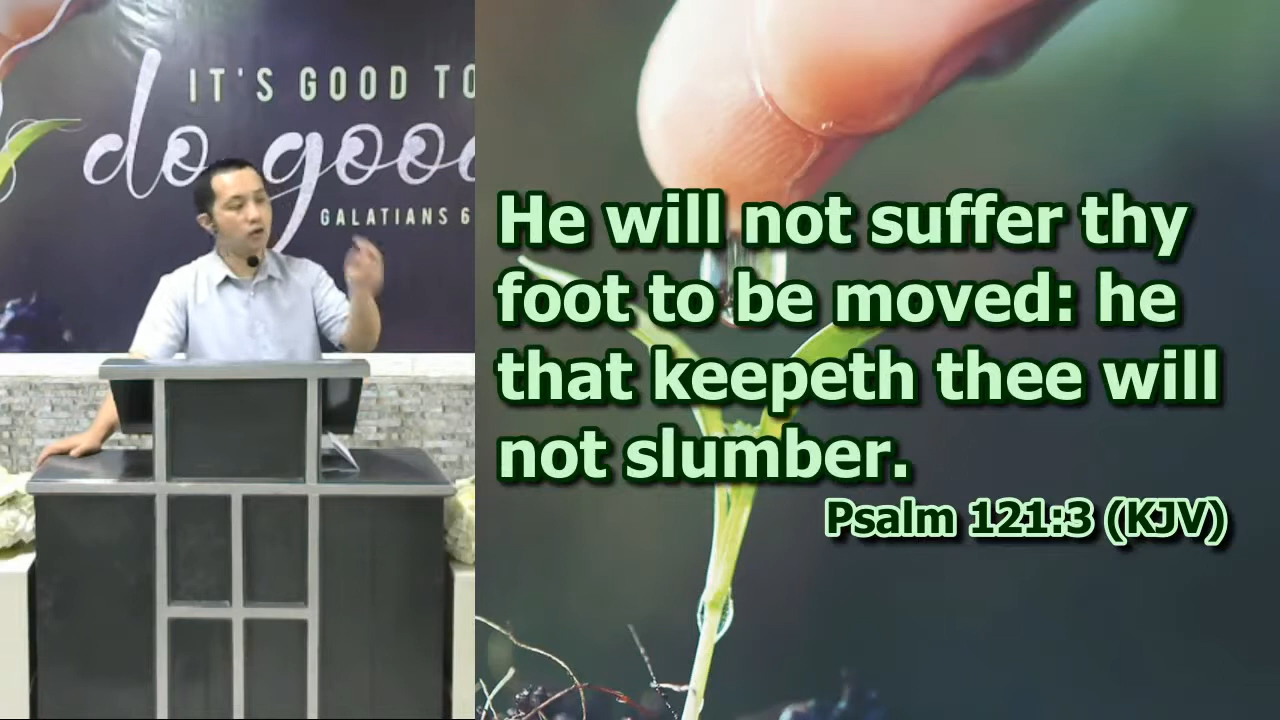 IT'S GOOD TO
do good
GALATIANS 6
He will not suffer thy
foot to be moved: he
that keepeth thee will
not slumber.
Psalm 121:3 (KJV)